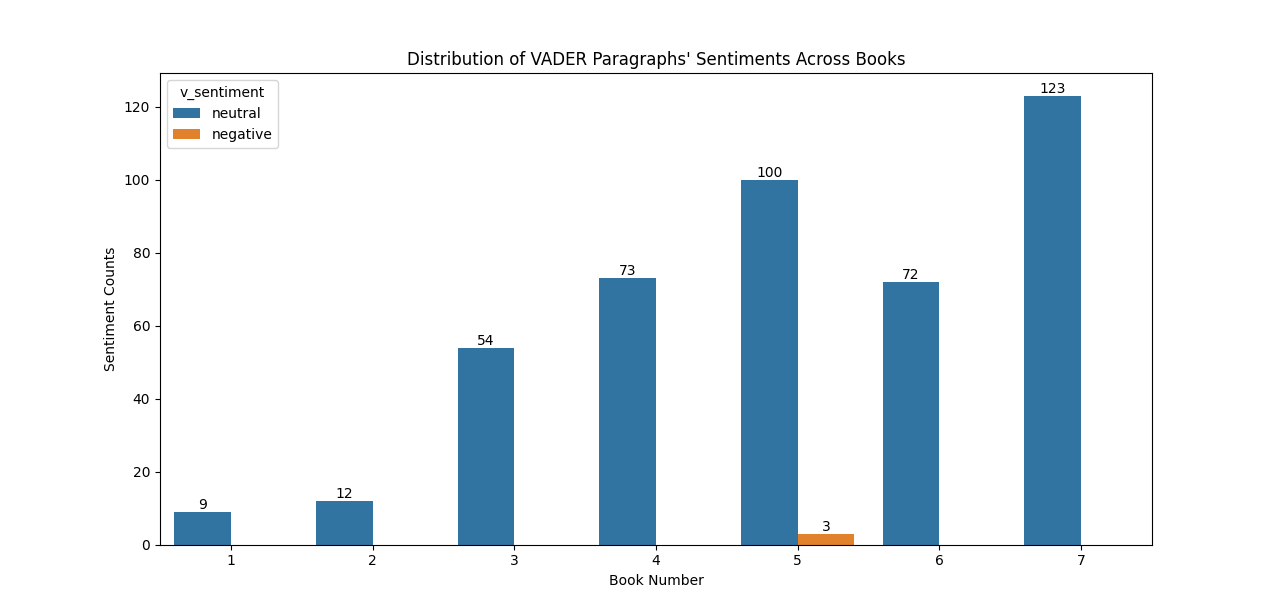 Distribution of VADER Paragraphs' Sentiments Across Books
v_sentiment
neutral
negative
Sentiment Counts
120
100
80
60
40
20
0
9
12
54
73
100
3
72
123
1 2 3 4 5 6 7
Book Number